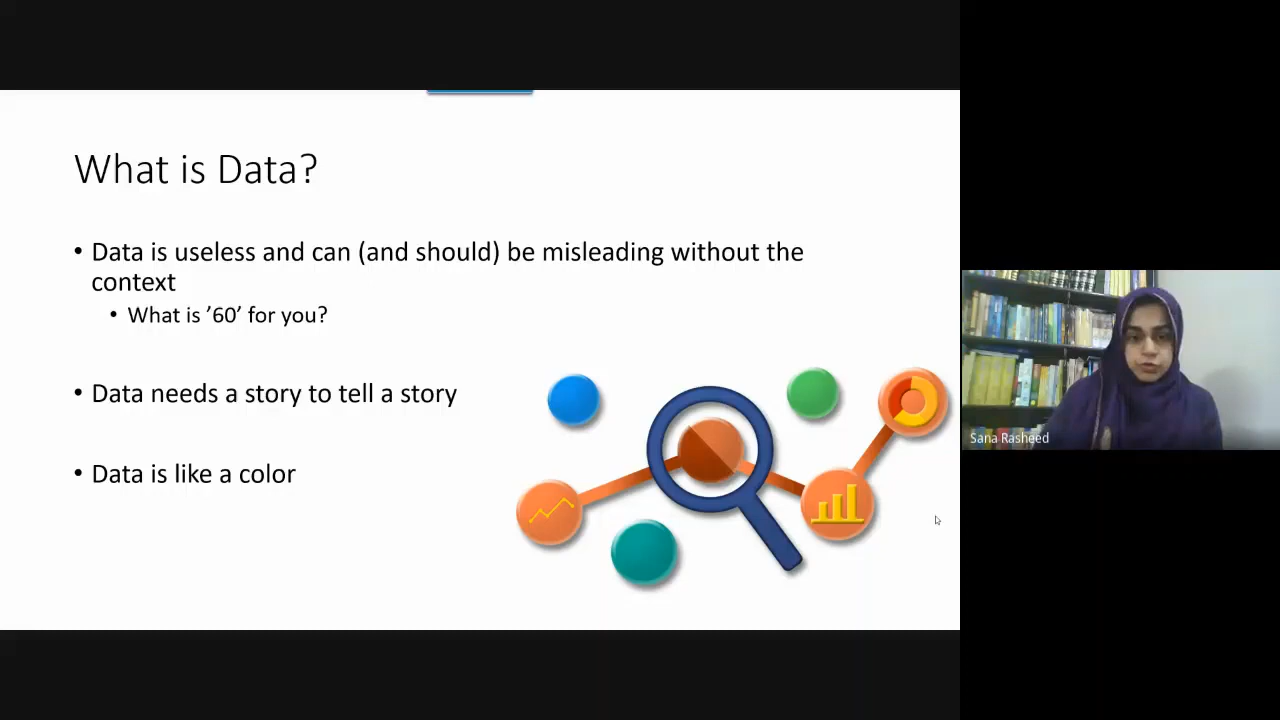 What is Data?
• Data is useless and can (and should) be misleading without the
context
• What is ’60’ for you?
• Data needs a story to tell a story
• Data is like a color
Sana Rasheed